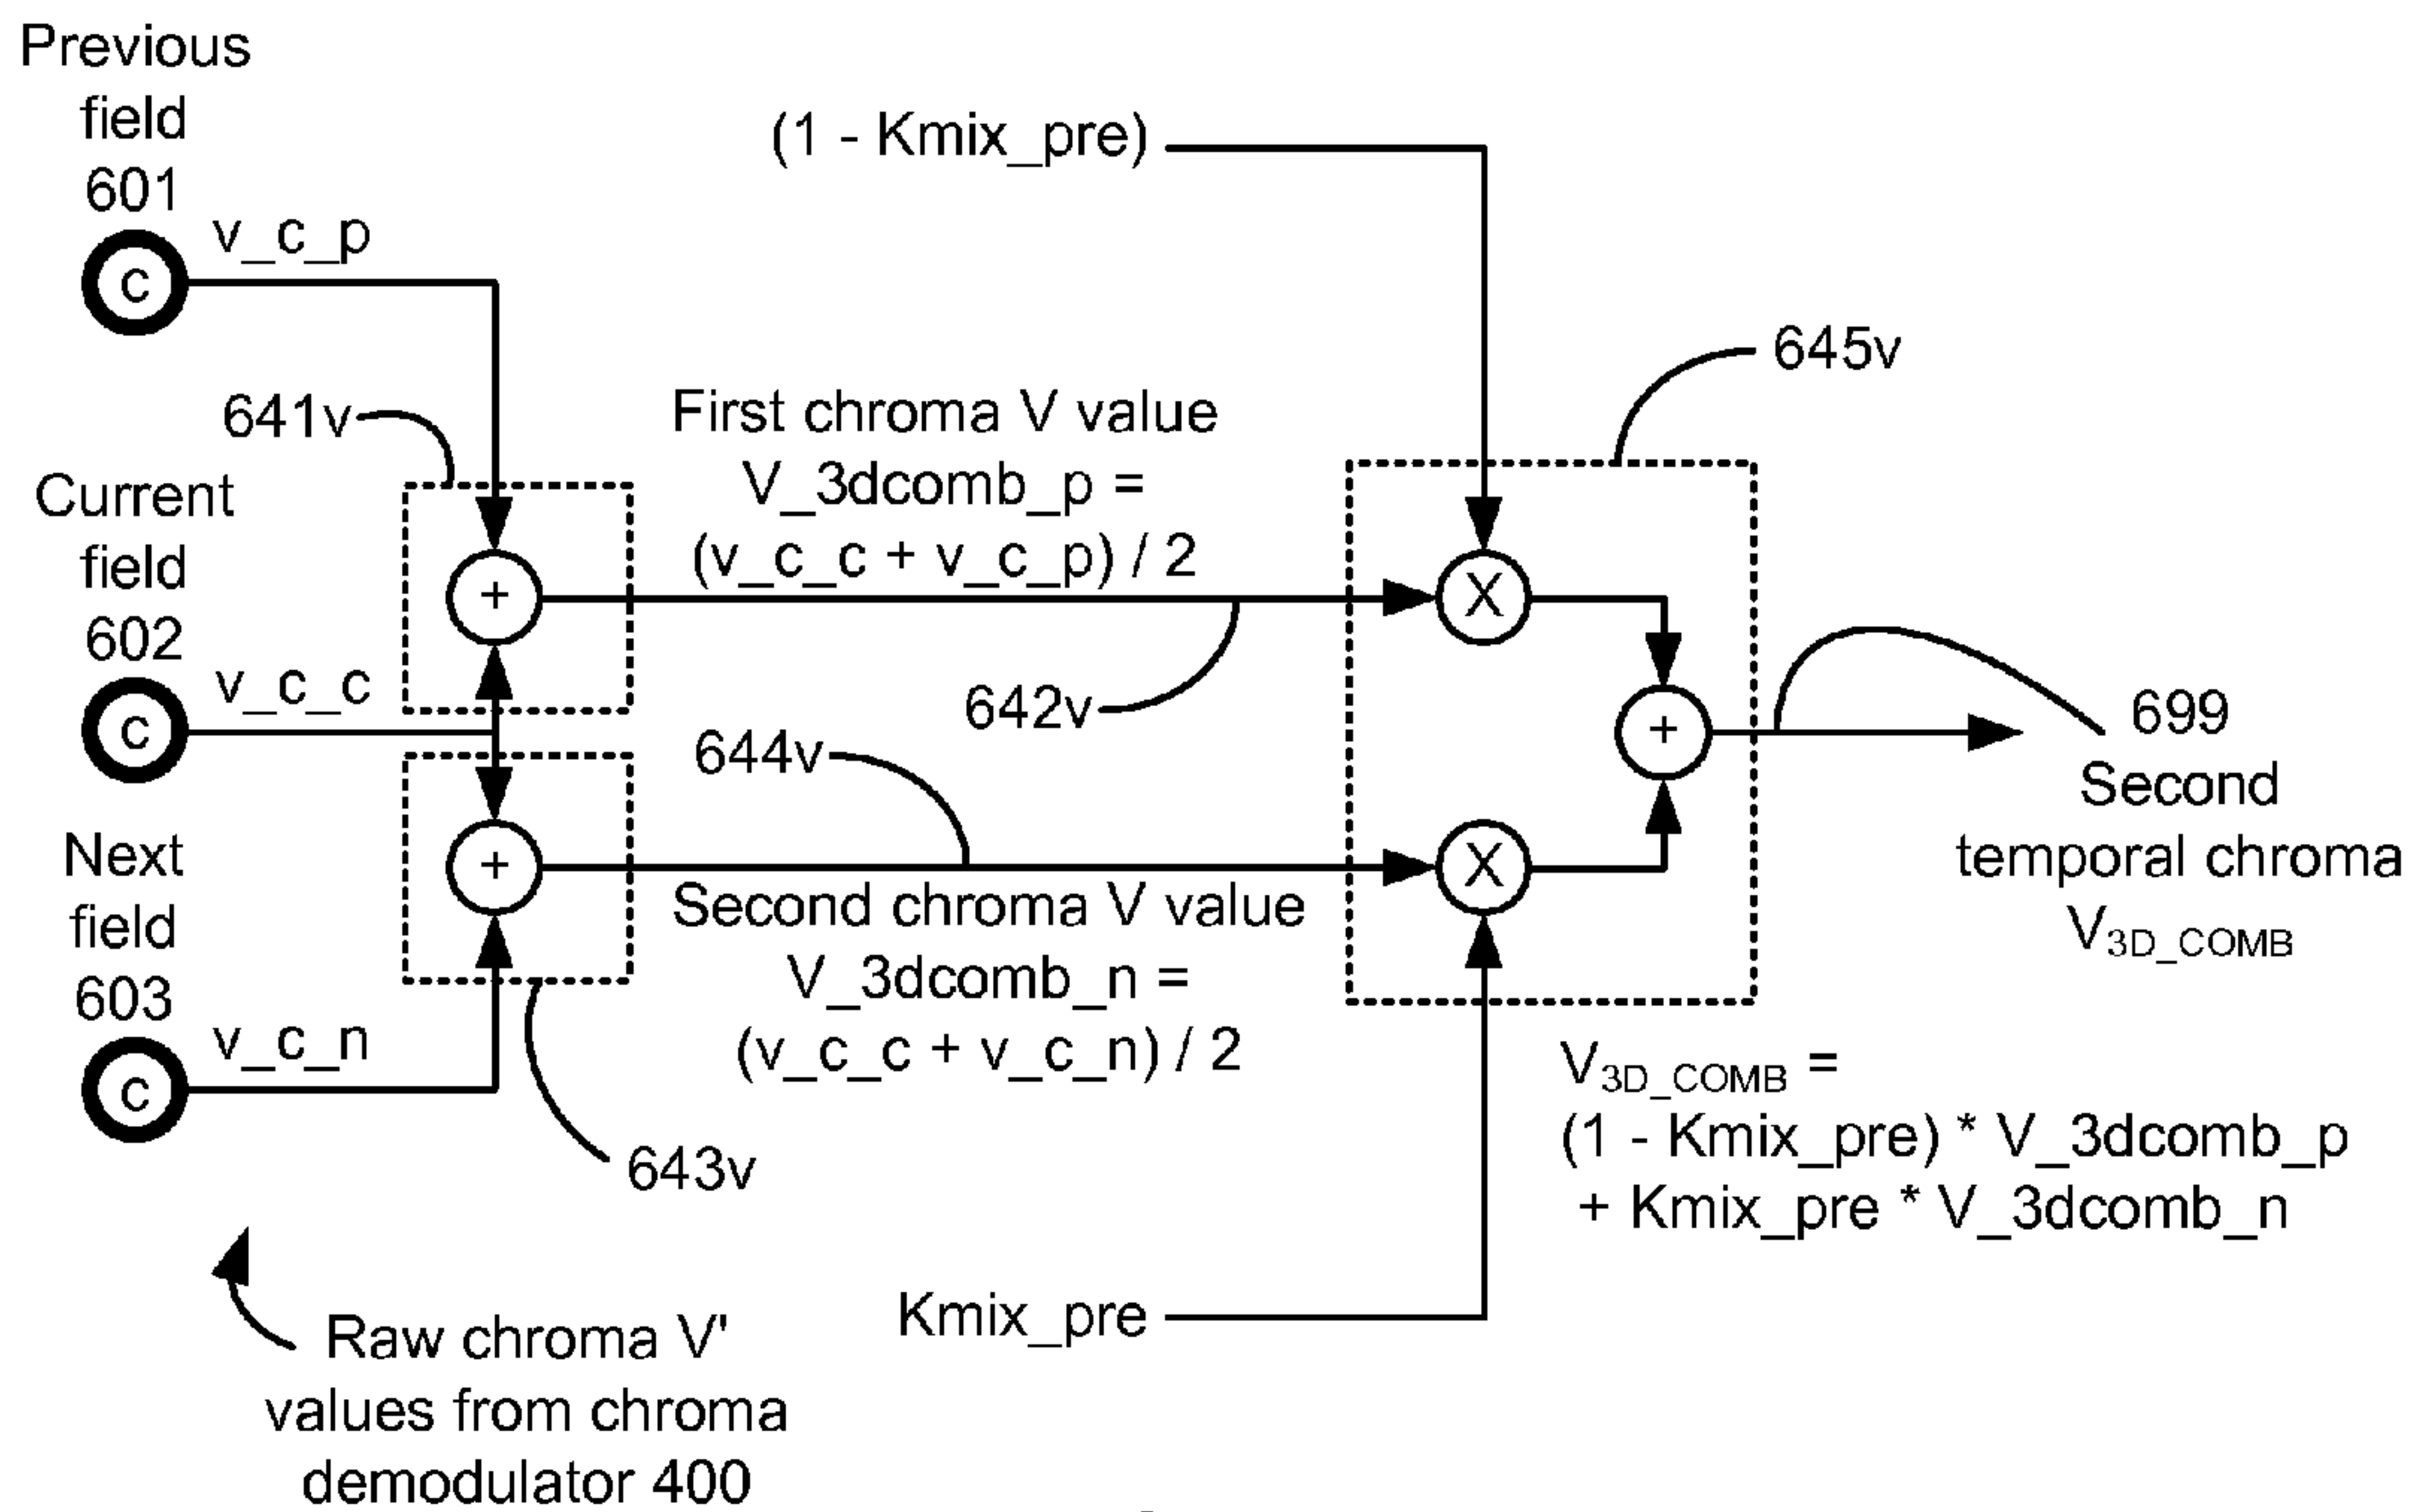 Previous
field
601
v_c_p
(1 - Kmix_pre)
645v
641v
First chroma V value
V_3dcomb_p =
(v_c_c + v_c_p) / 2
Current
field
602
v_c_c
+
X
642v
644v
+
699
Second
temporal chroma
V3D_COMB
Next
field
603
v_c_n
+
X
Second chroma V value
V_3dcomb_n =
(v_c_c + v_c_n) / 2
643v
V3D_COMB =
(1 - Kmix_pre) * V_3dcomb_p
+ Kmix_pre * V_3dcomb_n
Kmix_pre
c
c
c
Raw chroma V'
values from chroma
demodulator 400